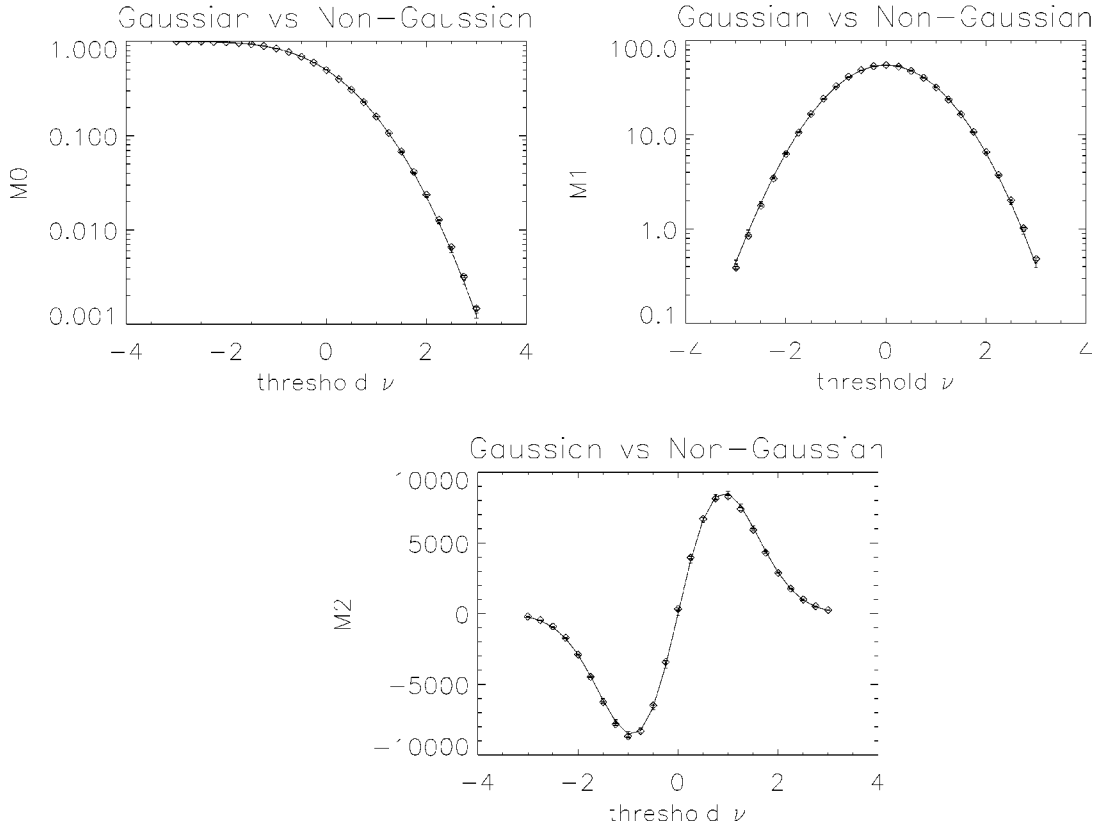 Gaussian vs Non-Gaussian
1.000
0.100
0.010
0.001
M0
−4 −2 0 2 4
threshold ν
Gaussian vs Non-Gaussian
100.0
10.0
1.0
0.1
M1
−4 −2 0 2 4
threshold ν
Gaussian vs Non-Gaussian
10000
5000
0
−5000
−10000
M2
−4 −2 0 2 4
threshold ν